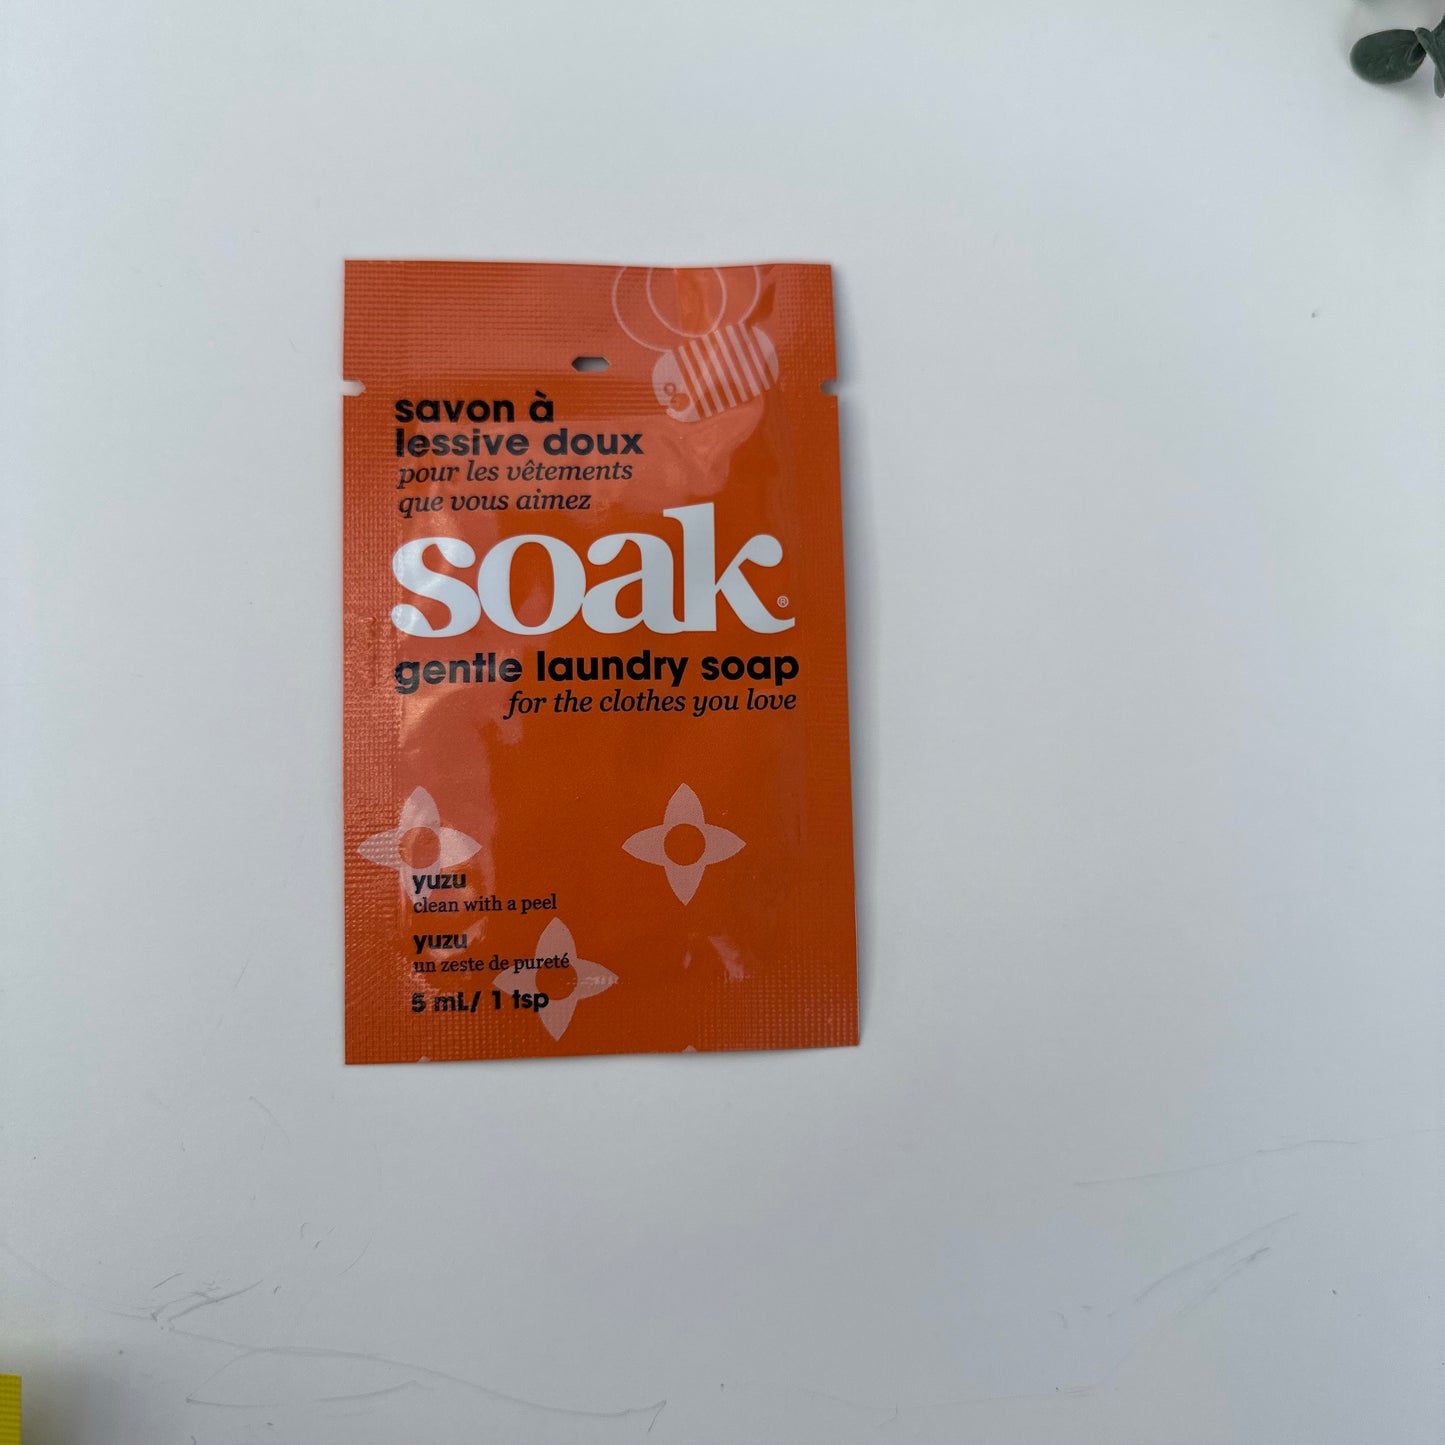 savon à
lessive doux
pour les vêtements
que vous aimez
soak®
gentle laundry soap
for the clothes you love
yuzu
clean with a peel
yuzu
un zeste de pureté
5 mL/ 1 tsp